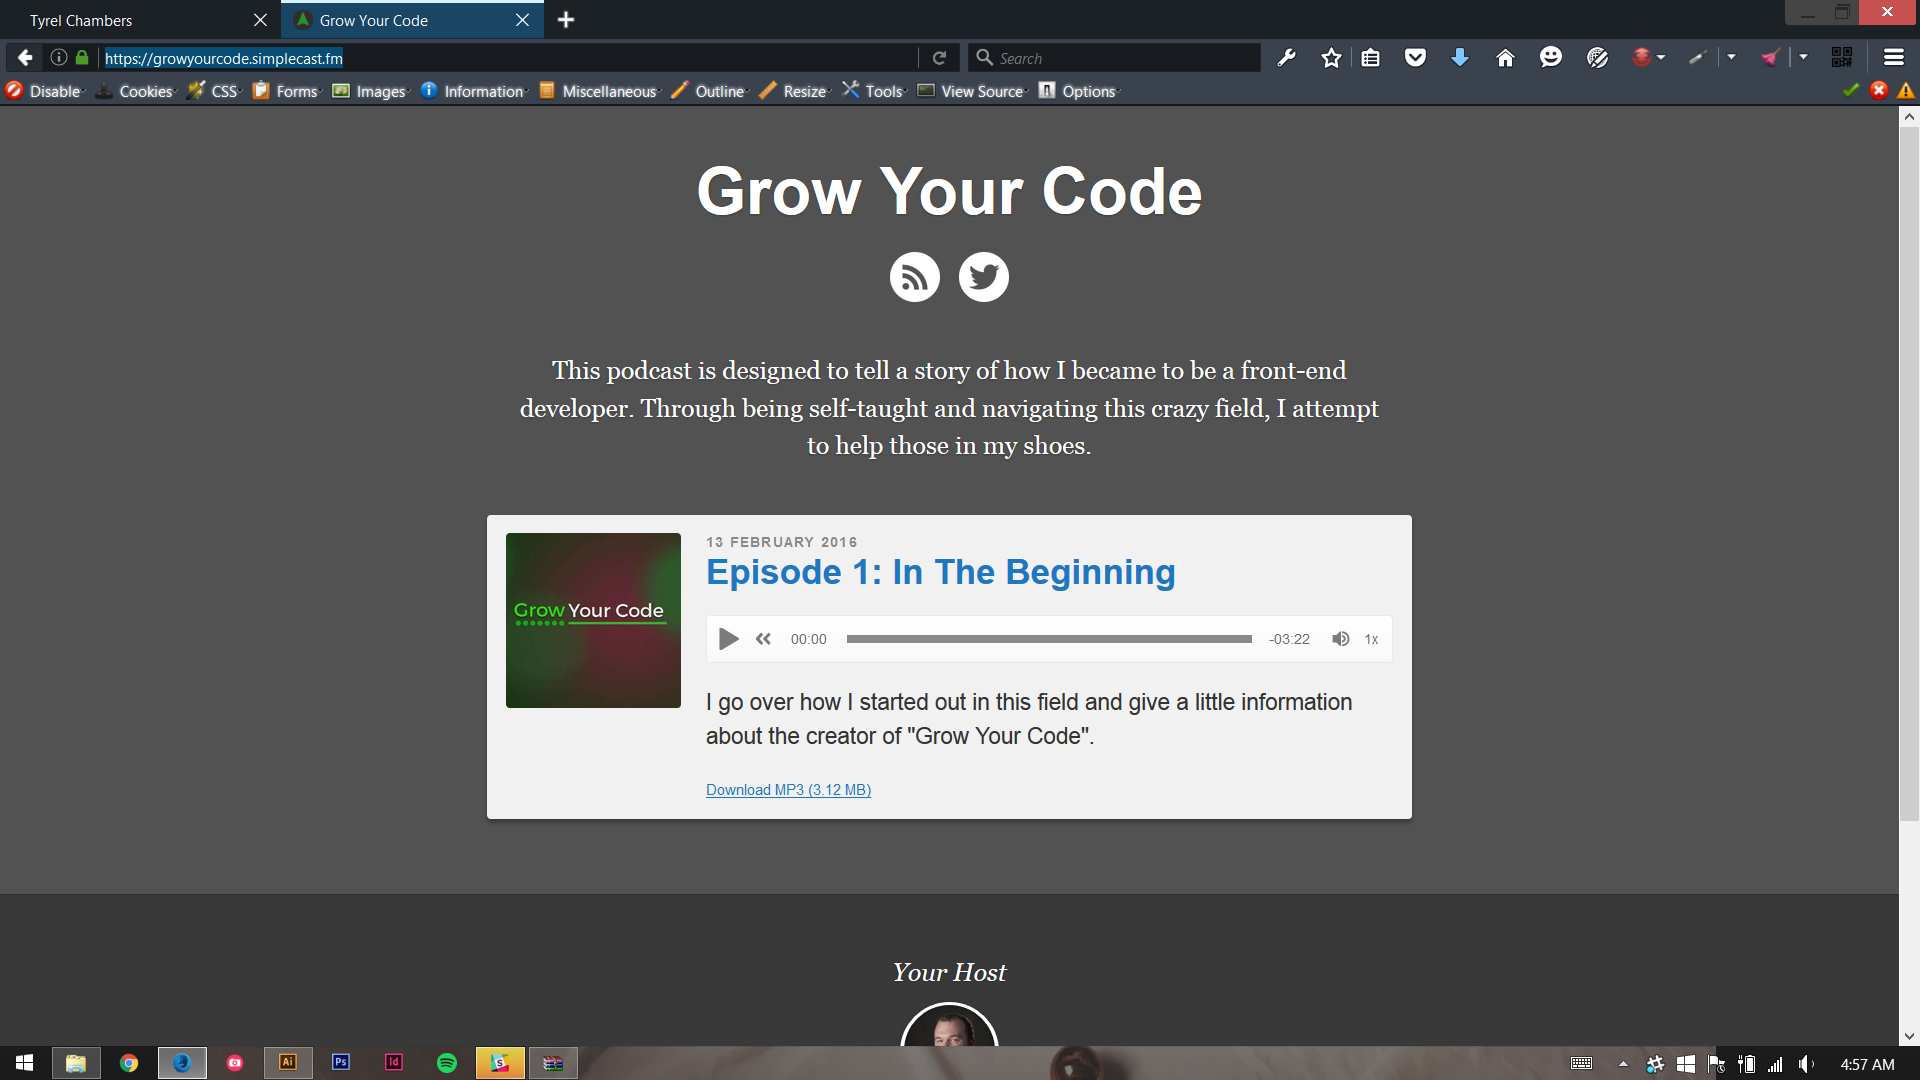 Tyrel Chambers
Grow Your Code
https://growyourcode.simplecast.fm
Search
Disable Cookies CSS Forms Images Information Miscellaneous Outline Resize Tools View Source Options
Grow Your Code
This podcast is designed to tell a story of how I became to be a front-end
developer. Through being self-taught and navigating this crazy field, I attempt
to help those in my shoes.
Grow Your Code
13 FEBRUARY 2016
Episode 1: In The Beginning
00:00 -03:22 1x
I go over how I started out in this field and give a little information
about the creator of "Grow Your Code".
Download MP3 (3.12 MB)
Your Host
Ai Ps Id
4:57 AM